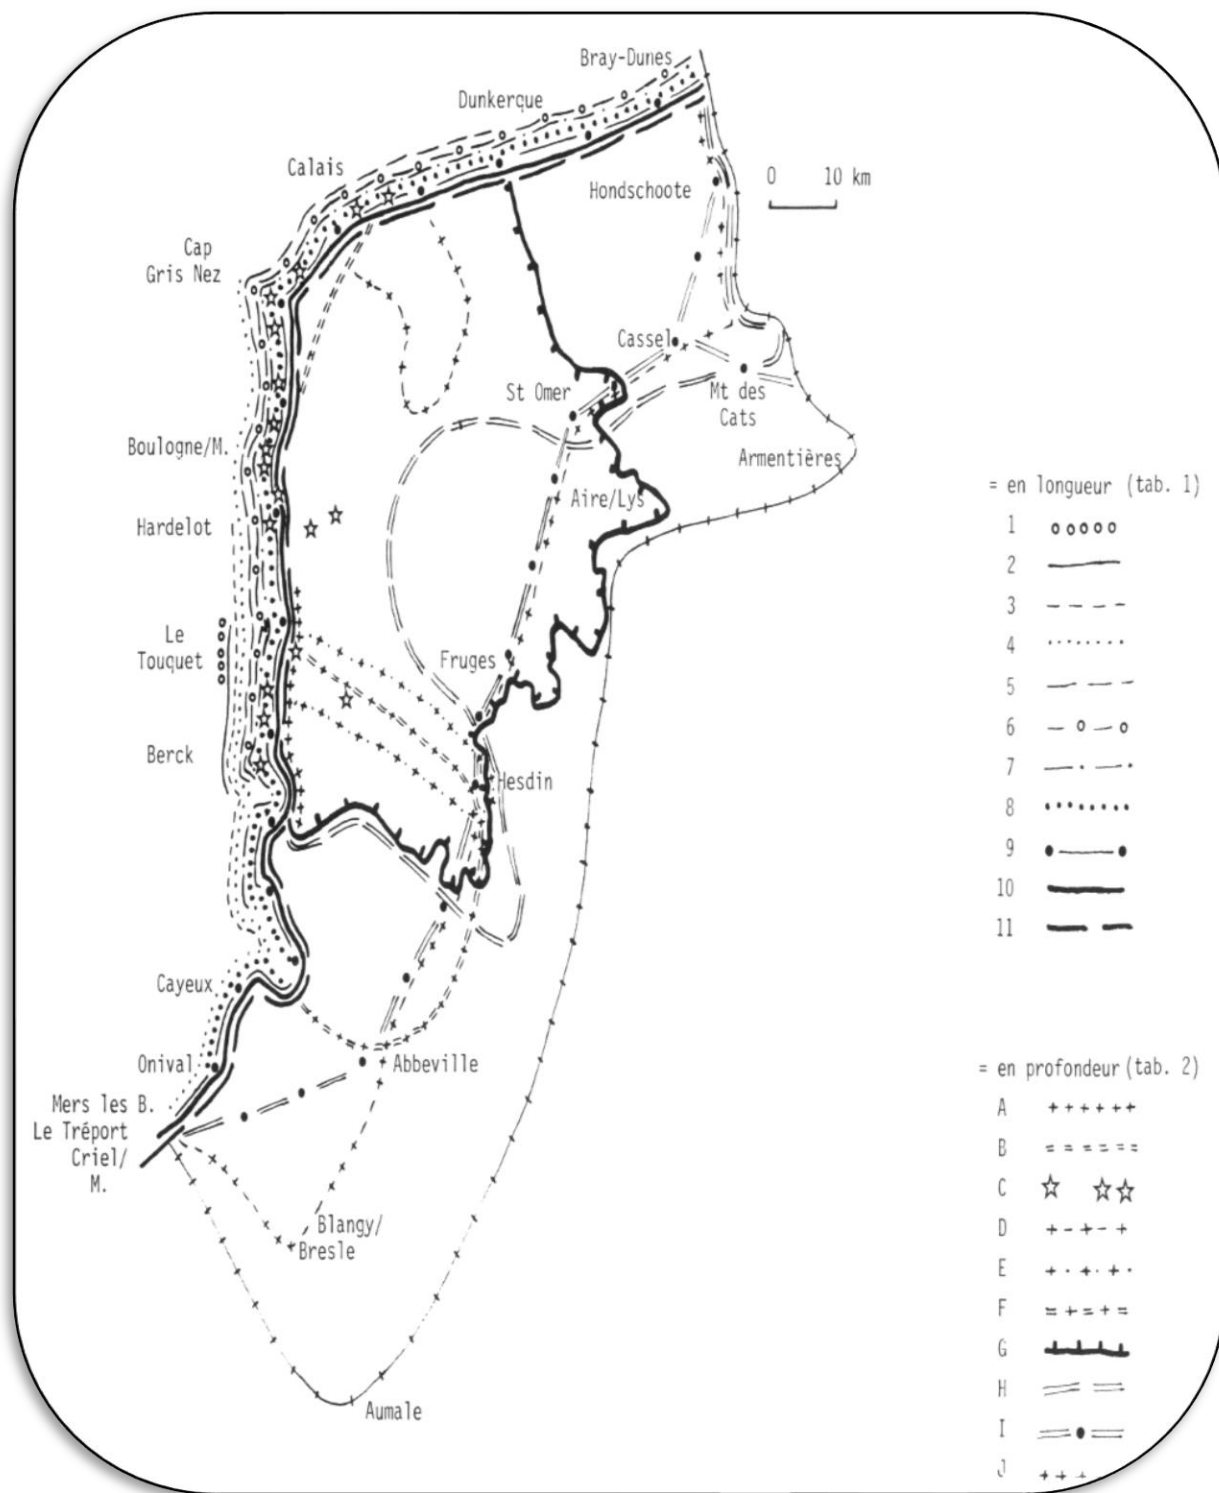 Bray-Dunes
Dunkerque
Calais
0 10 km
Hondschoote
Cap
Gris Nez
Cassel
St Omer
Mt des
Cats
Boulogne/M.
Armentières
Aire/Lys
Hardelot
Le
Touquet
Fruges
Berck
Hesdin
Cayeux
Onival
Abbeville
Mers les B.
Le Tréport
Criel/
M.
Blangy/
Bresle
Aumale
= en longueur (tab. 1)
1
2
3
4
5
6
7
8
9
10
11
= en profondeur (tab. 2)
A
B
C
D
E
F
G
H
I
J